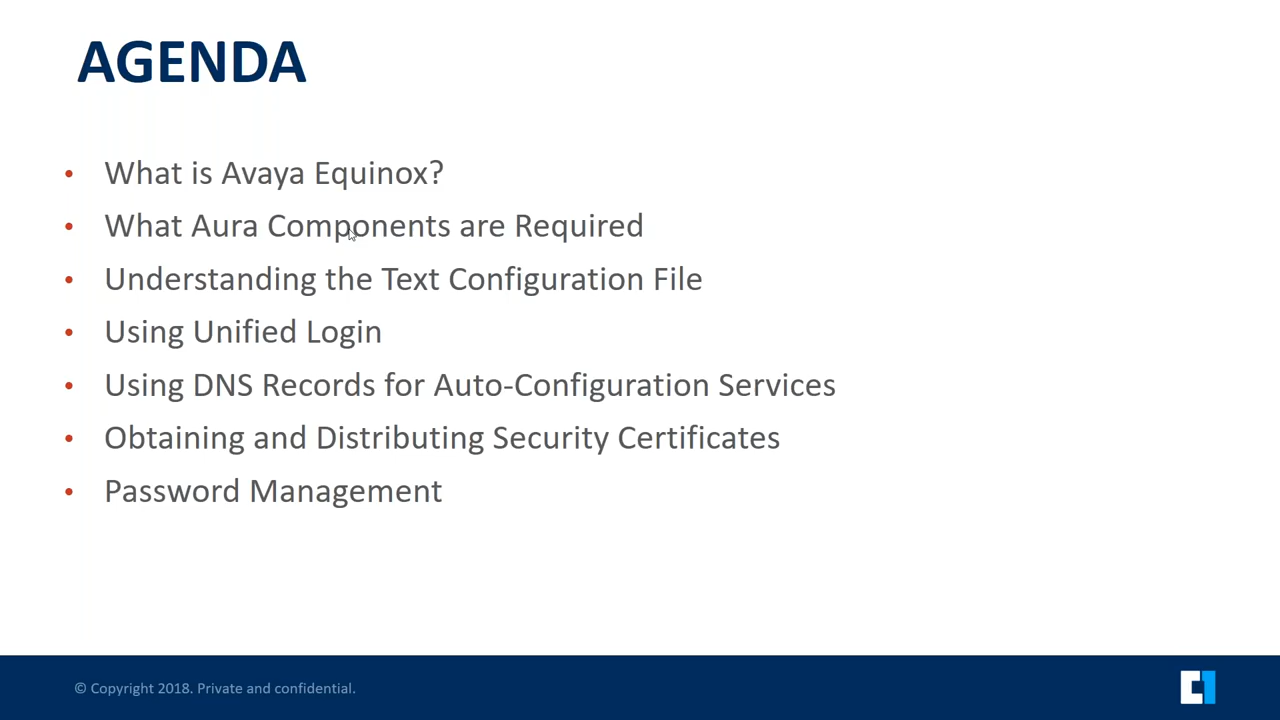 AGENDA
• What is Avaya Equinox?
• What Aura Components are Required
• Understanding the Text Configuration File
• Using Unified Login
• Using DNS Records for Auto-Configuration Services
• Obtaining and Distributing Security Certificates
• Password Management
© Copyright 2018. Private and confidential.